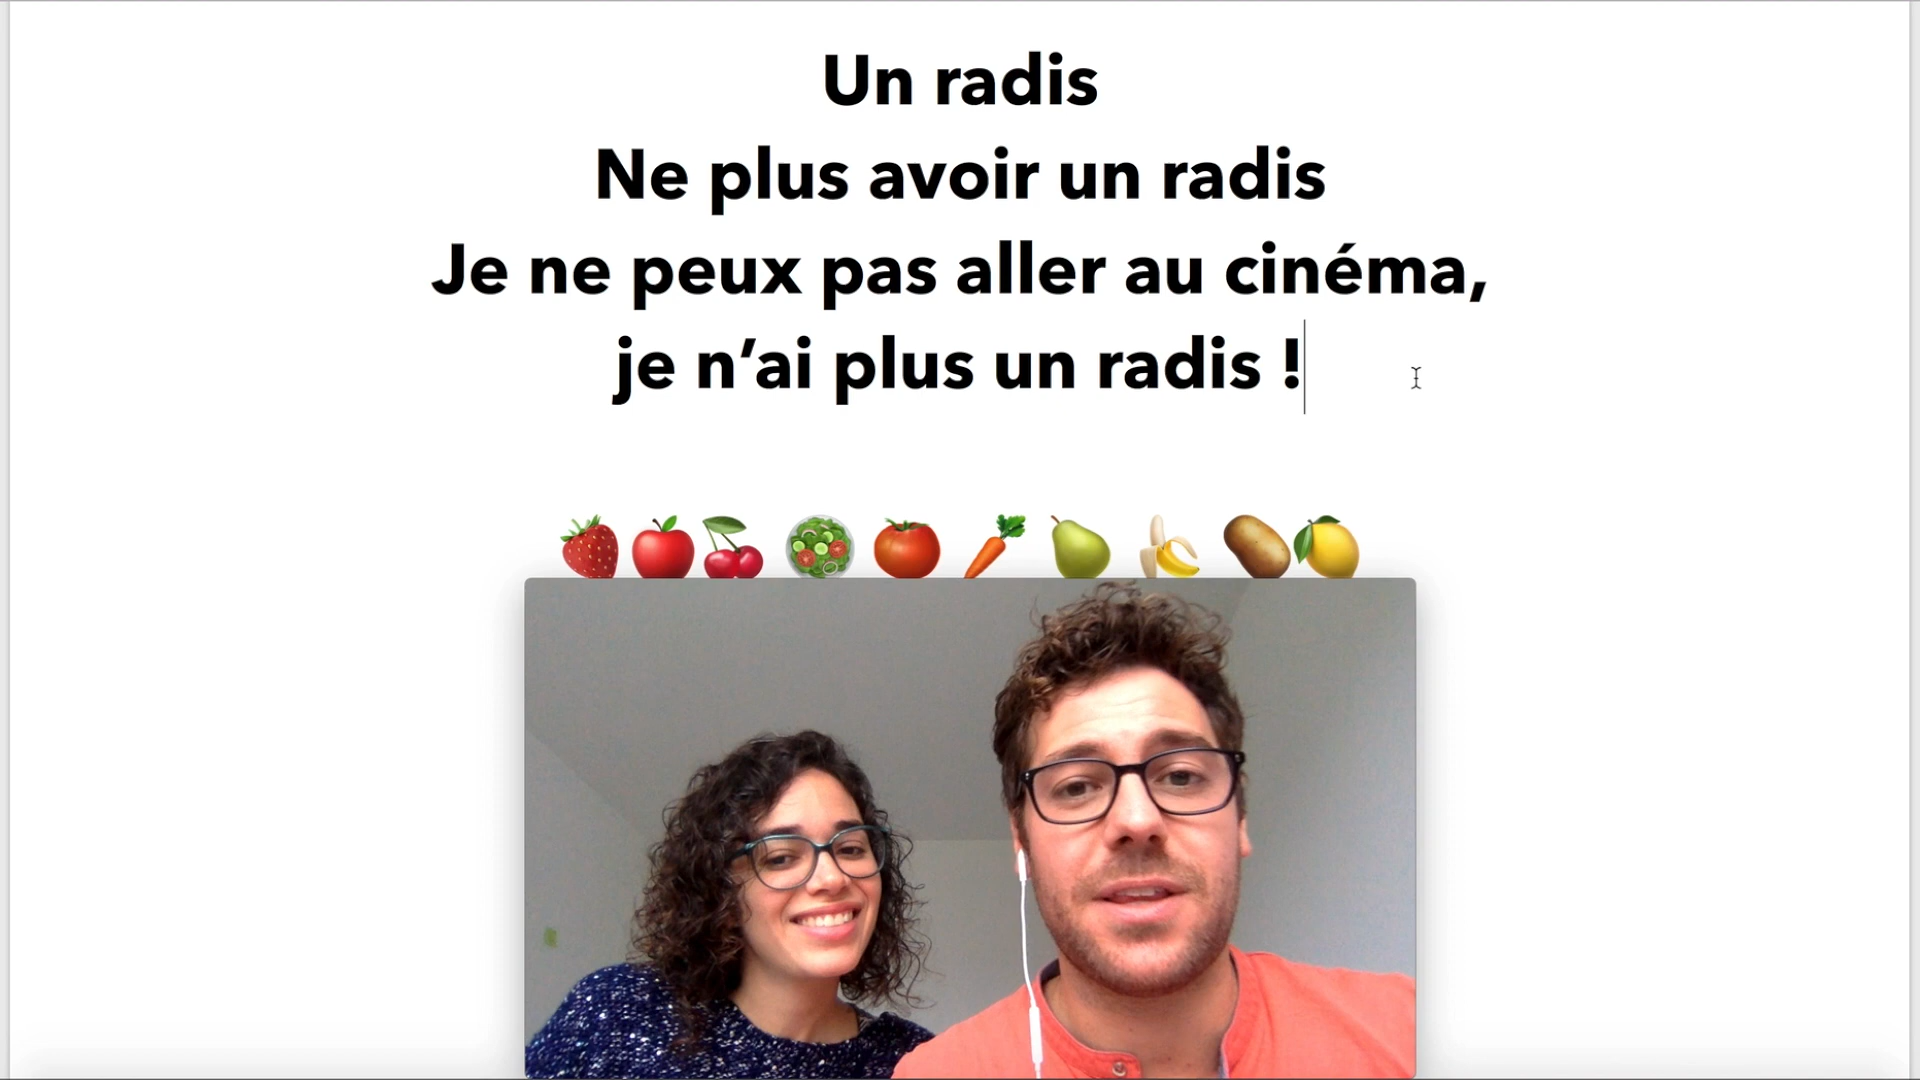 Un radis
Ne plus avoir un radis
Je ne peux pas aller au cinéma,
je n’ai plus un radis !